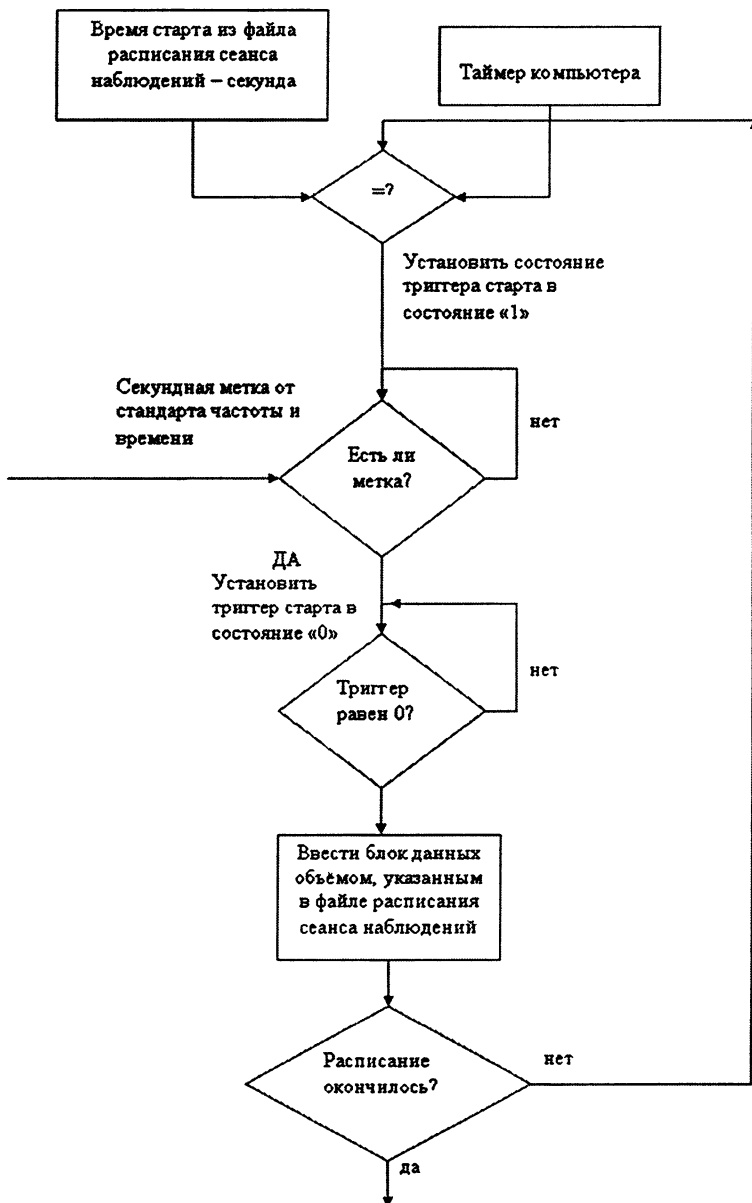 Время старта из файла
расписания сеанса
наблюдений – секунда
Таймер компьютера
=?
Установить состояние
триггера старта в
состояние «1»
Секундная метка от
стандарта частоты и
времени
нет
Есть ли
метка?
ДА
Установить
триггер старта в
состояние «0»
нет
Триггер
равен 0?
Ввести блок данных
объёмом, указанным
в файле расписания
сеанса наблюдений
Расписание
окончилось?
нет
да